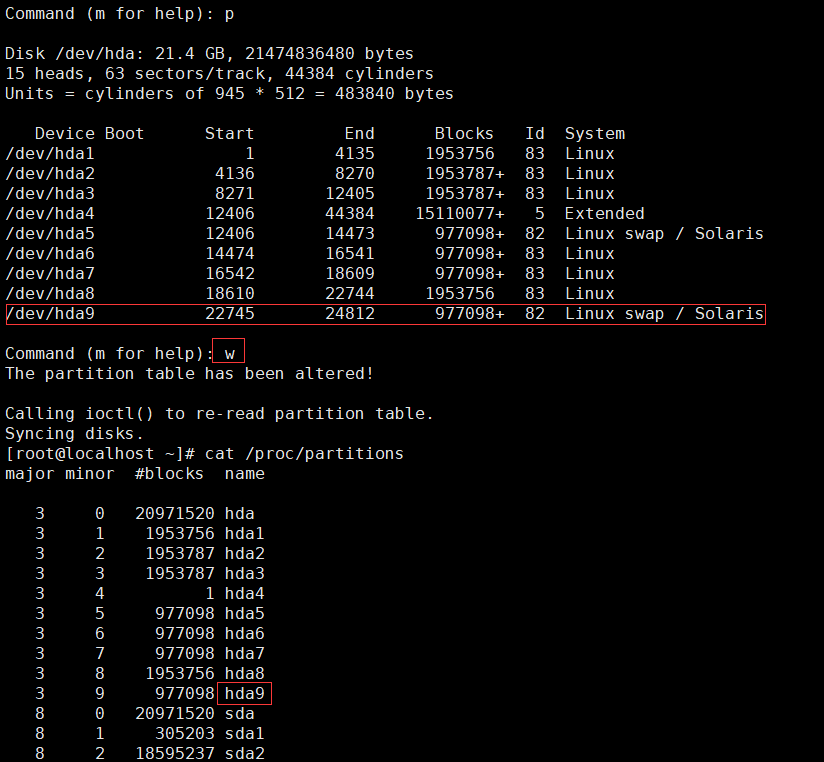 Command (m for help): p
Disk /dev/hda: 21.4 GB, 21474836480 bytes
15 heads, 63 sectors/track, 44384 cylinders
Units = cylinders of 945 * 512 = 483840 bytes
Device Boot Start End Blocks Id System
/dev/hda1 1 4135 1953756 83 Linux
/dev/hda2 4136 8270 1953787+ 83 Linux
/dev/hda3 8271 12405 1953787+ 83 Linux
/dev/hda4 12406 44384 15110077+ 5 Extended
/dev/hda5 12406 14473 977098+ 82 Linux swap / Solaris
/dev/hda6 14474 16541 977098+ 83 Linux
/dev/hda7 16542 18609 977098+ 83 Linux
/dev/hda8 18610 22744 1953756 83 Linux
/dev/hda9 22745 24812 977098+ 82 Linux swap / Solaris
Command (m for help): w
The partition table has been altered!
Calling ioctl() to re-read partition table.
Syncing disks.
[root@localhost ~]# cat /proc/partitions
major minor #blocks name
3 0 20971520 hda
3 1 1953756 hda1
3 2 1953787 hda2
3 3 1953787 hda3
3 4 1 hda4
3 5 977098 hda5
3 6 977098 hda6
3 7 977098 hda7
3 8 1953756 hda8
3 9 977098 hda9
8 0 20971520 sda
8 1 305203 sda1
8 2 18595237 sda2